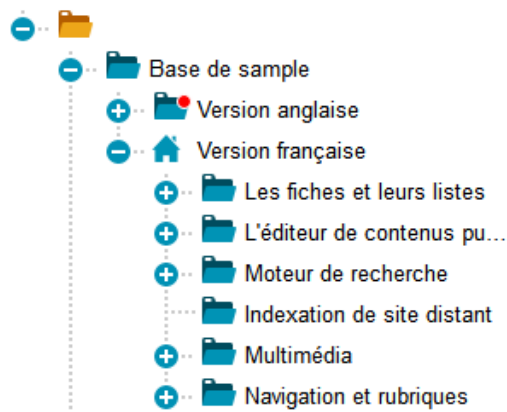 Base de sample
Version anglaise
Version française
Les fiches et leurs listes
L'éditeur de contenus pu...
Moteur de recherche
Indexation de site distant
Multimédia
Navigation et rubriques